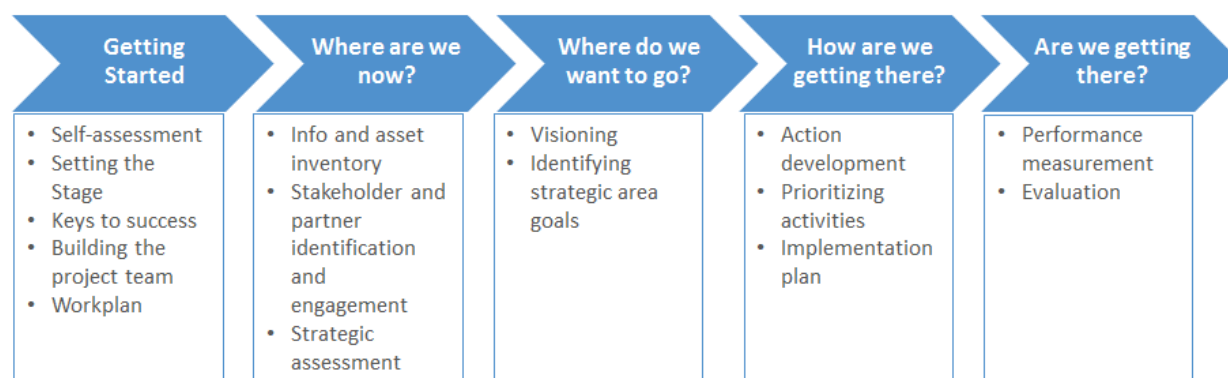 Getting
Started
Where are we
now?
Where do we
want to go?
How are we
getting there?
Are we getting
there?
• Self-assessment
• Setting the
Stage
• Keys to success
• Building the
project team
• Workplan
• Info and asset
inventory
• Stakeholder and
partner
identification
and
engagement
• Strategic
assessment
• Visioning
• Identifying
strategic area
goals
• Action
development
• Prioritizing
activities
• Implementation
plan
• Performance
measurement
• Evaluation